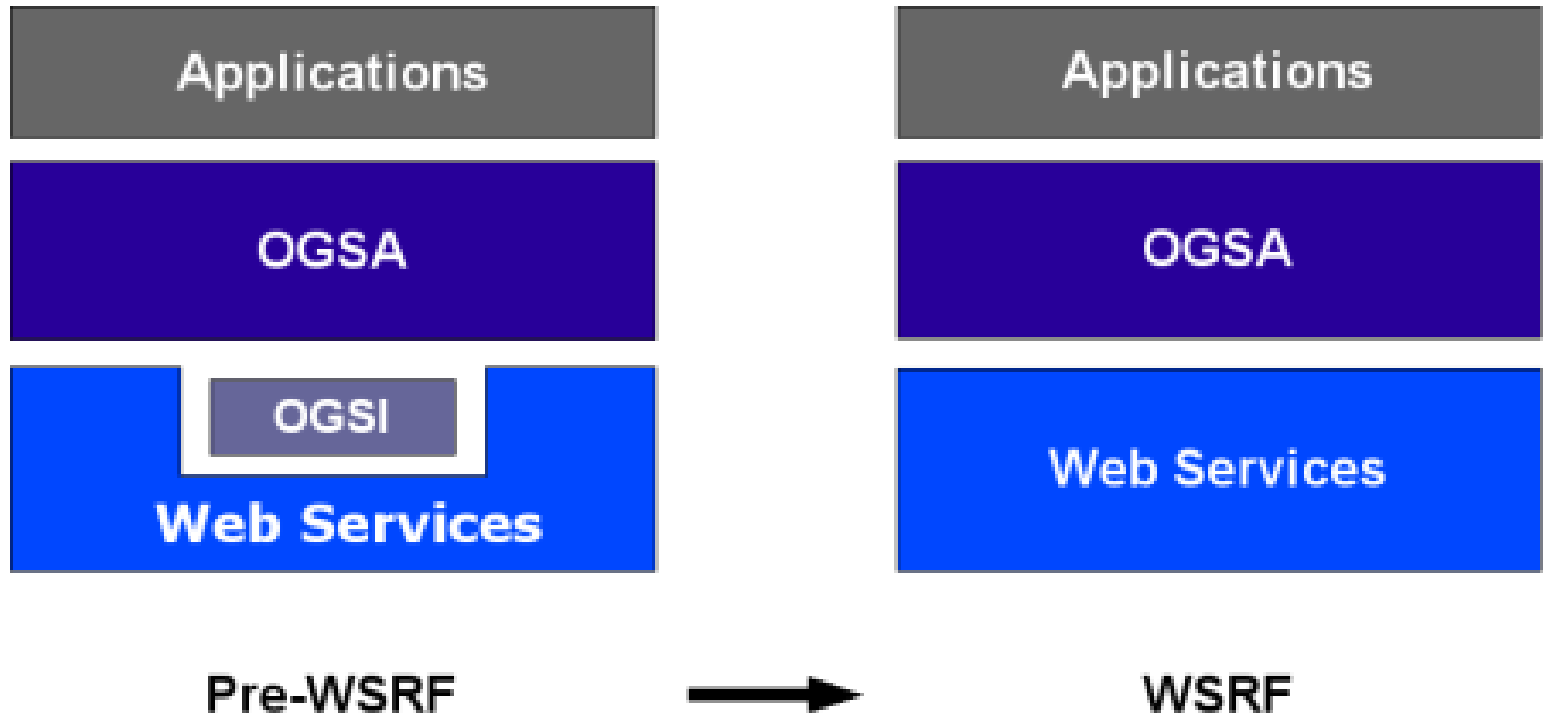 Applications
OGSA
OGSI
Web Services
Pre-WSRF
Applications
OGSA
Web Services
WSRF